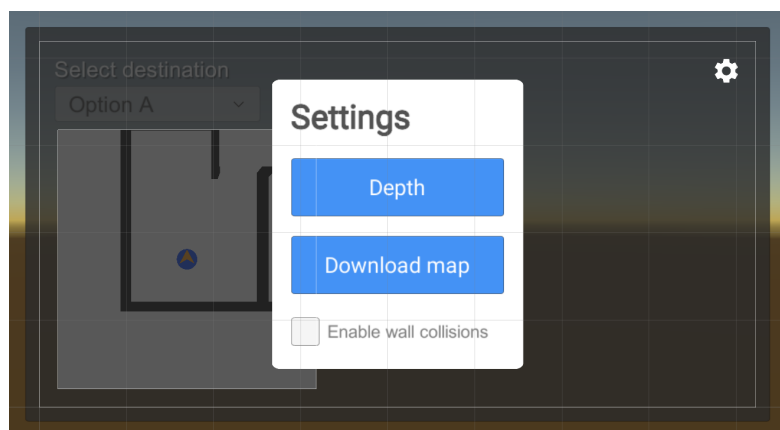 Select destination
Option A
Settings
Depth
Download map
Enable wall collisions